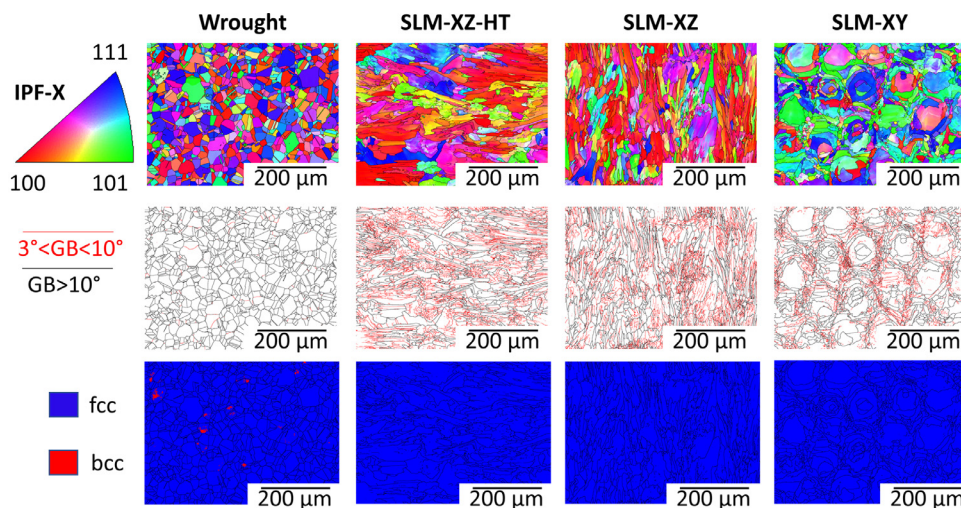 Wrought
SLM-XZ-HT
SLM-XZ
SLM-XY
111
IPF-X
100
101
200 µm
200 µm
200 µm
200 µm
3°<GB<10°
GB>10°
200 µm
200 µm
200 µm
200 µm
fcc
bcc
200 µm
200 µm
200 µm
200 µm